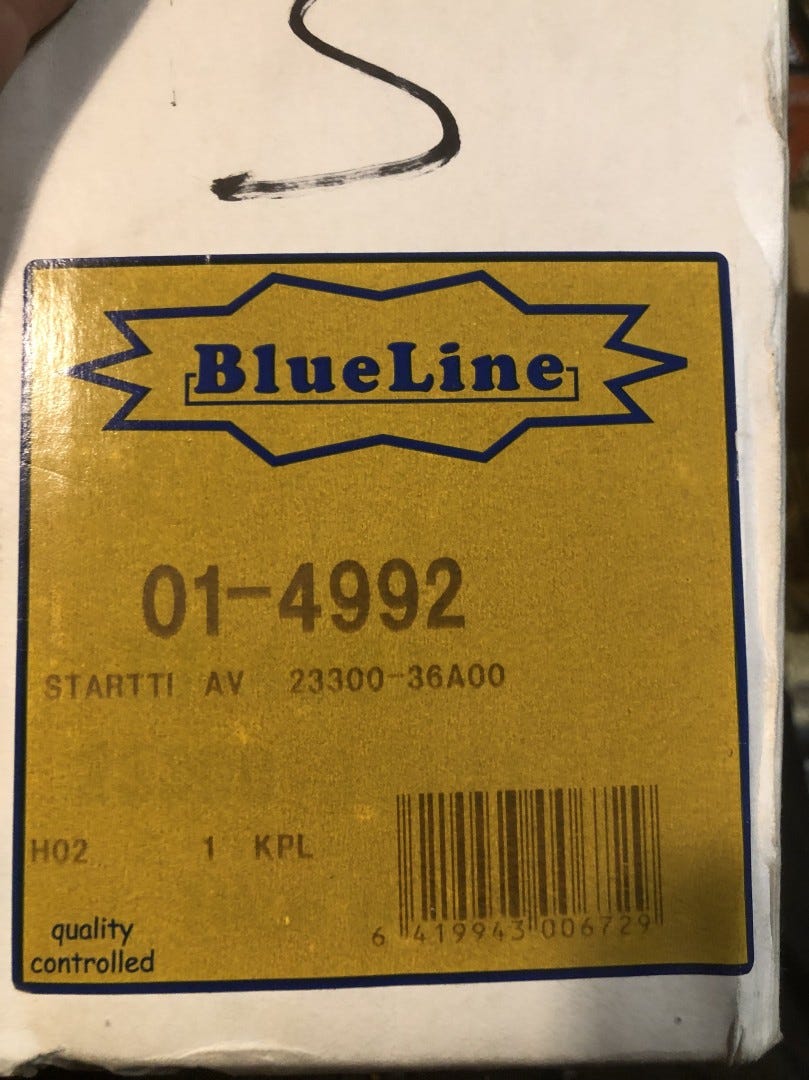 BlueLine
01-4992
STARTTI AV 23300-36A00
H02 1 KPL
6 419943 006729
quality
controlled